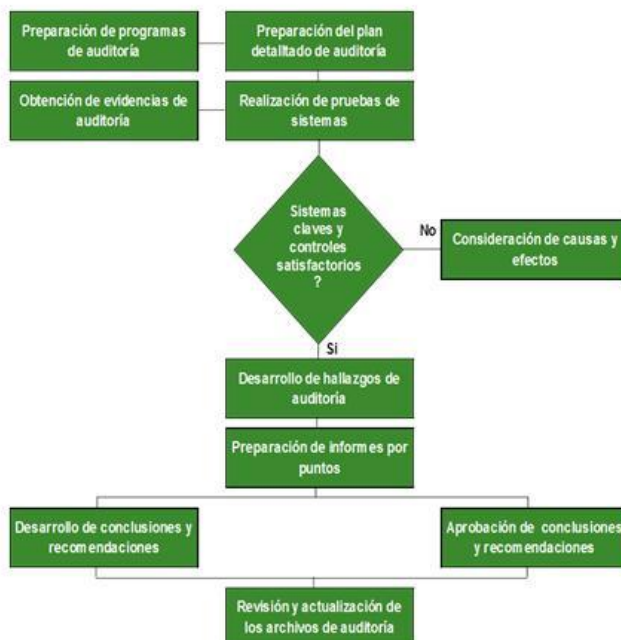 Preparación de programas
de auditoría
Preparación del plan
detalltado de auditoría
Obtención de evidencias de
auditoría
Realización de pruebas de
sistemas
Sistemas
claves y
controles
satisfactorios
?
No
Consideración de causas y
efectos
Si
Desarrollo de hallazgos de
auditoría
Preparación de informes por
puntos
Desarrollo de conclusiones y
recomendaciones
Aprobación de conclusiones
y recomendaciones
Revisión y actualización de
los archivos de auditoría